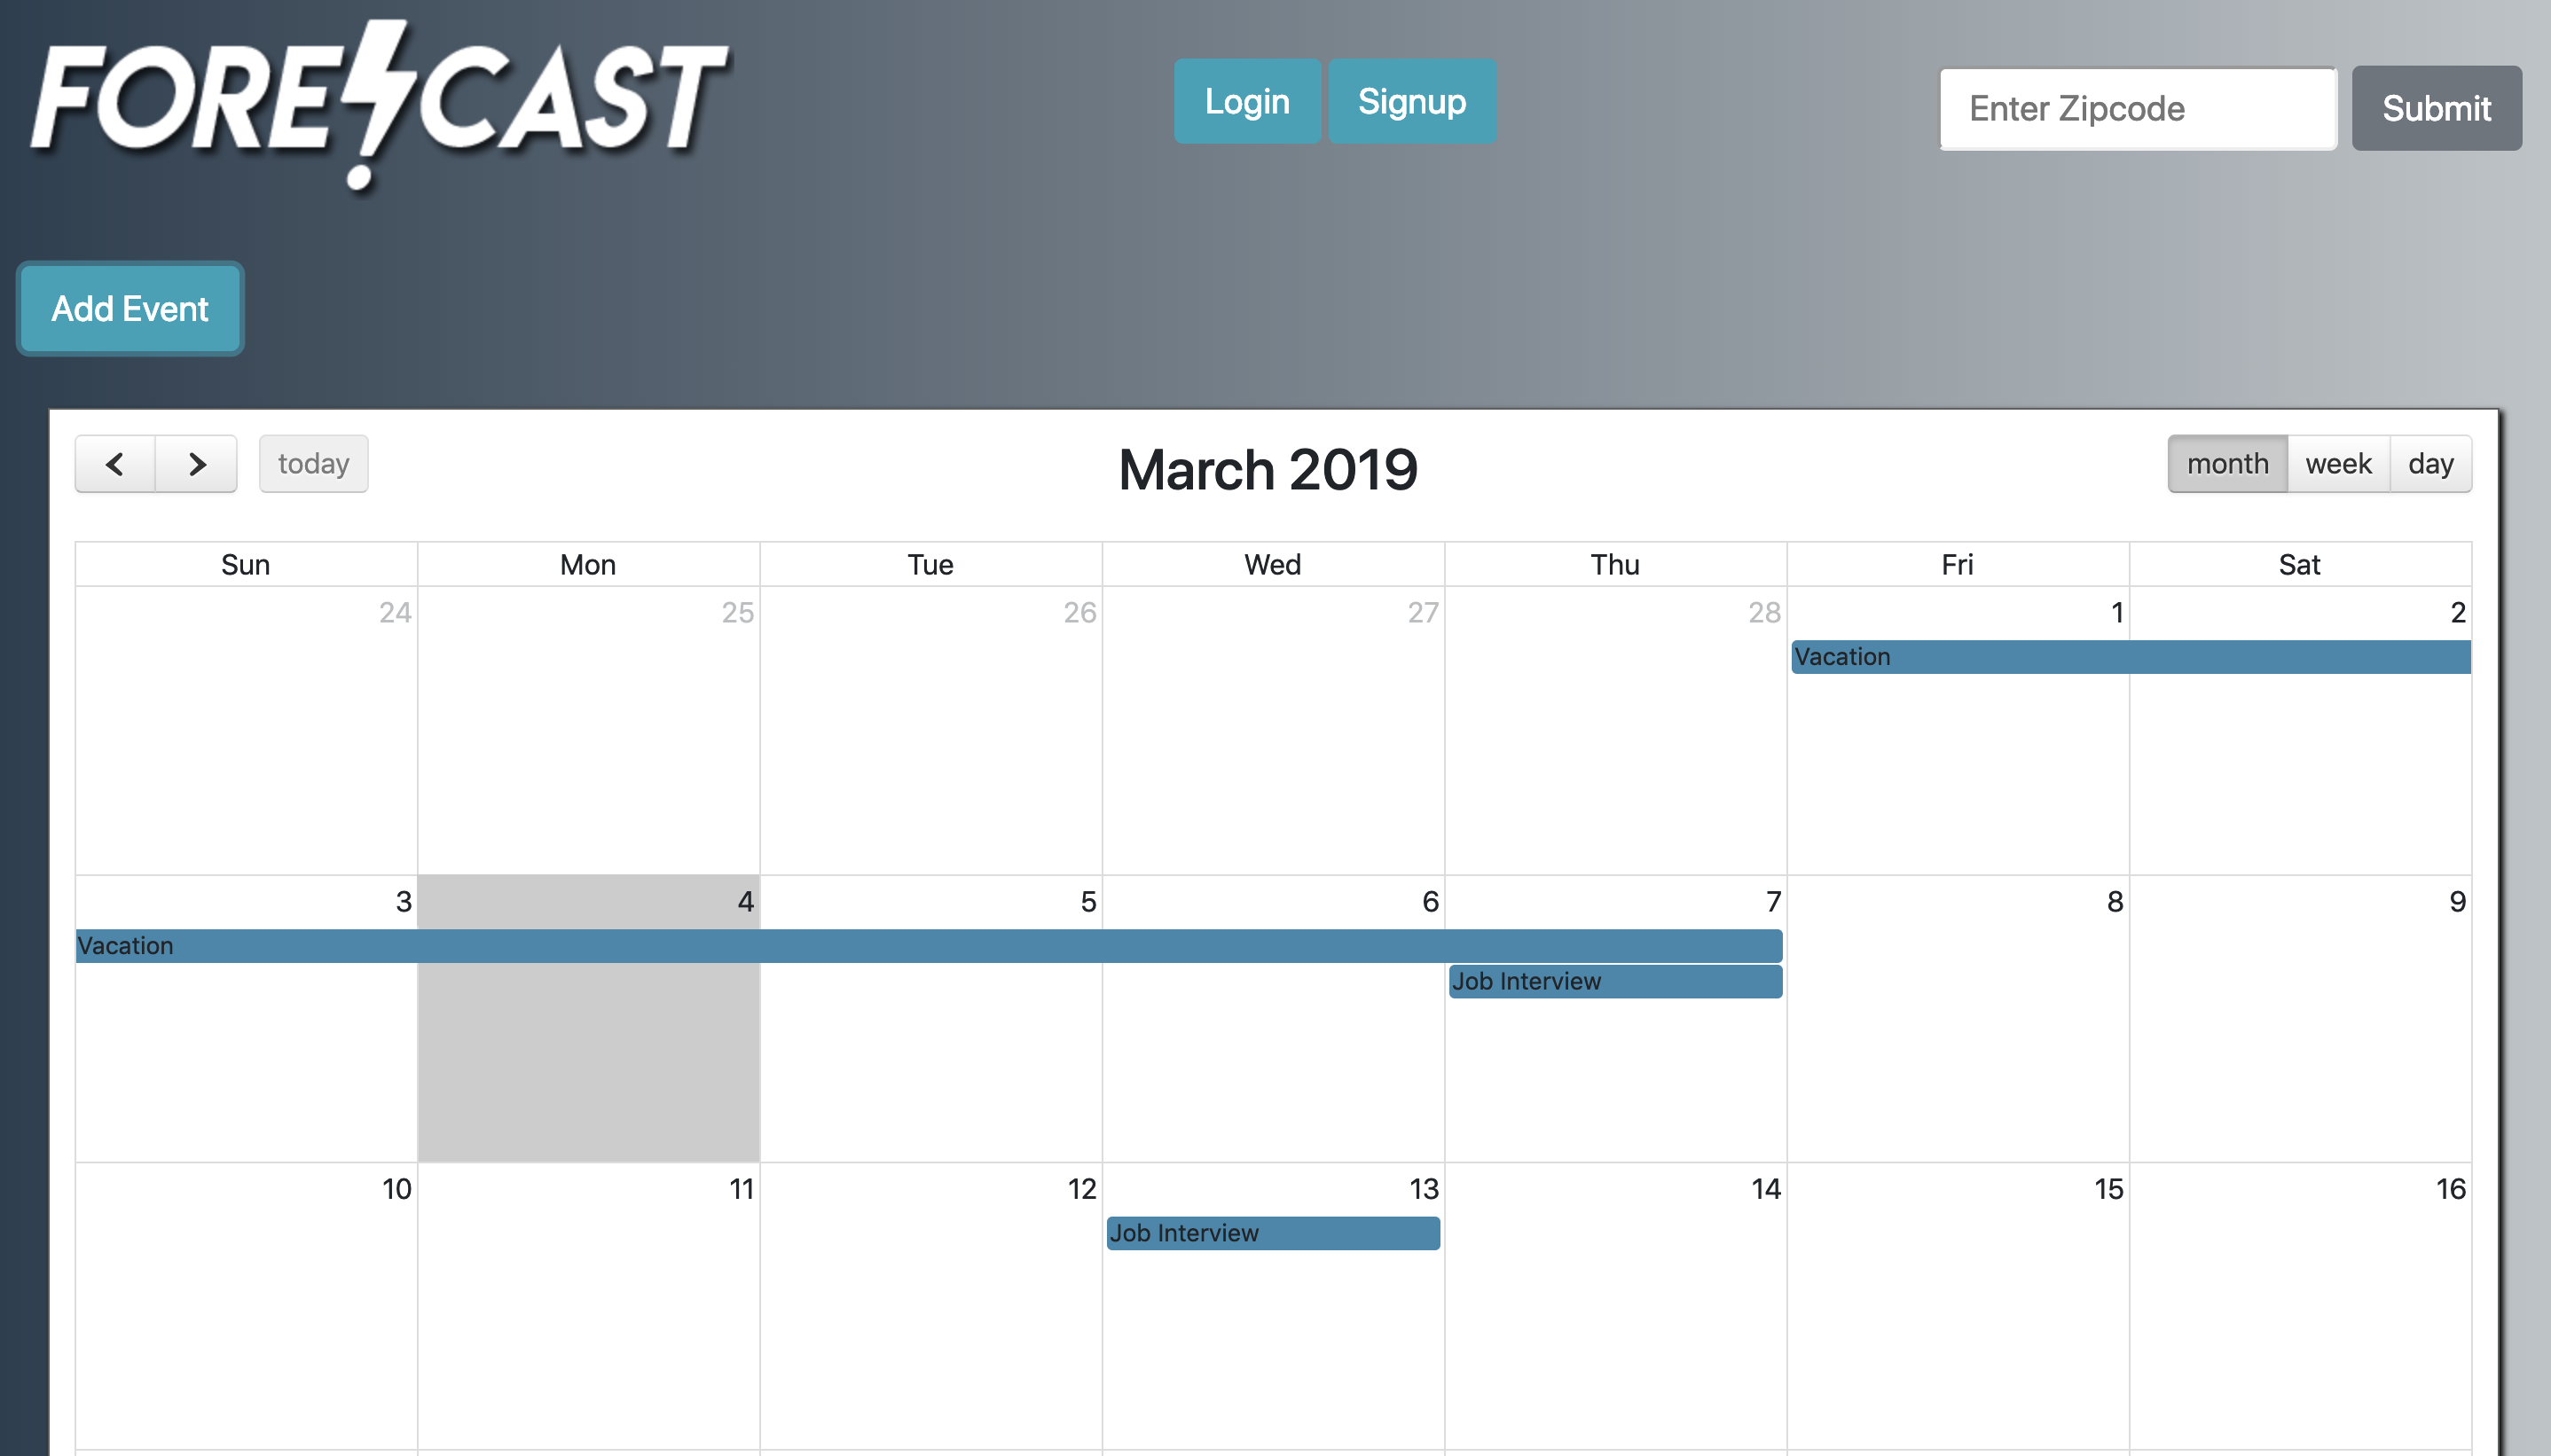 FORE CAST
Login Signup
Enter Zipcode Submit
Add Event
today March 2019 month week day
Sun Mon Tue Wed Thu Fri Sat
24 25 26 27 28 1 2
Vacation
3 4 5 6 7 8 9
Vacation
Job Interview
10 11 12 13 14 15 16
Job Interview